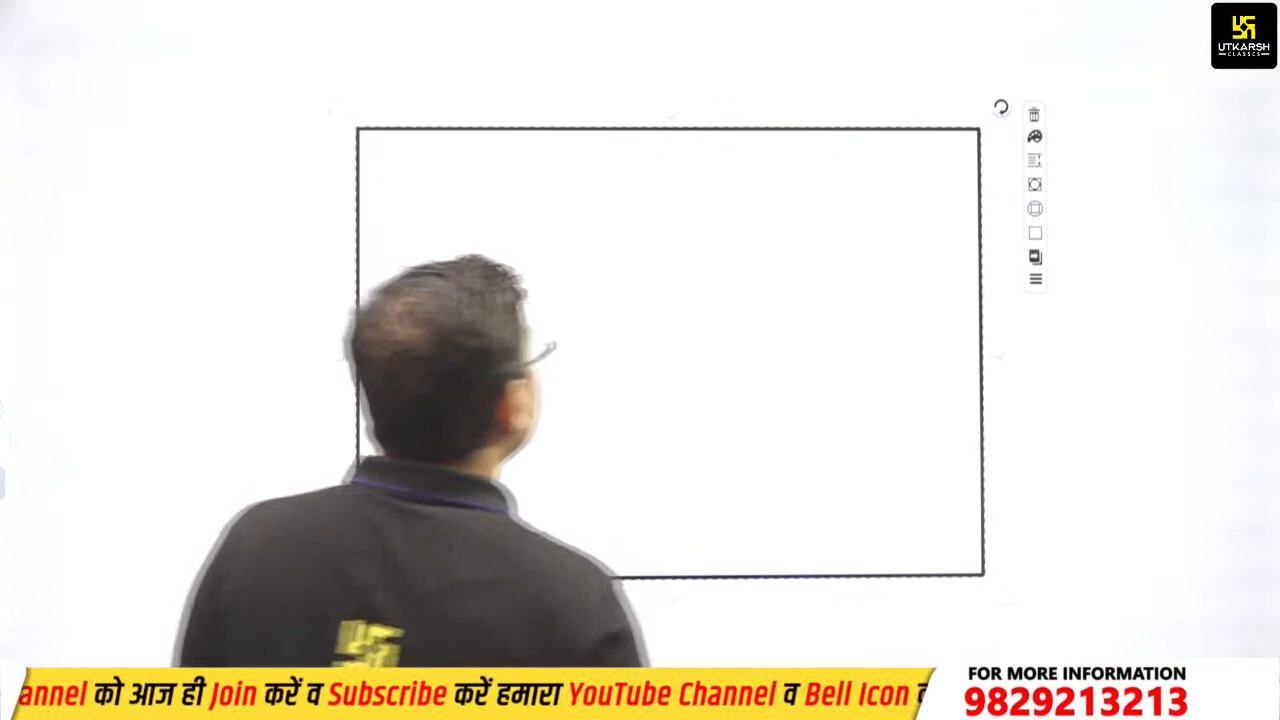 UTKARSH
CLASSES
annel को आज ही Join करें व Subscribe करें हमारा YouTube Channel व Bell Icon
FOR MORE INFORMATION
9829213213